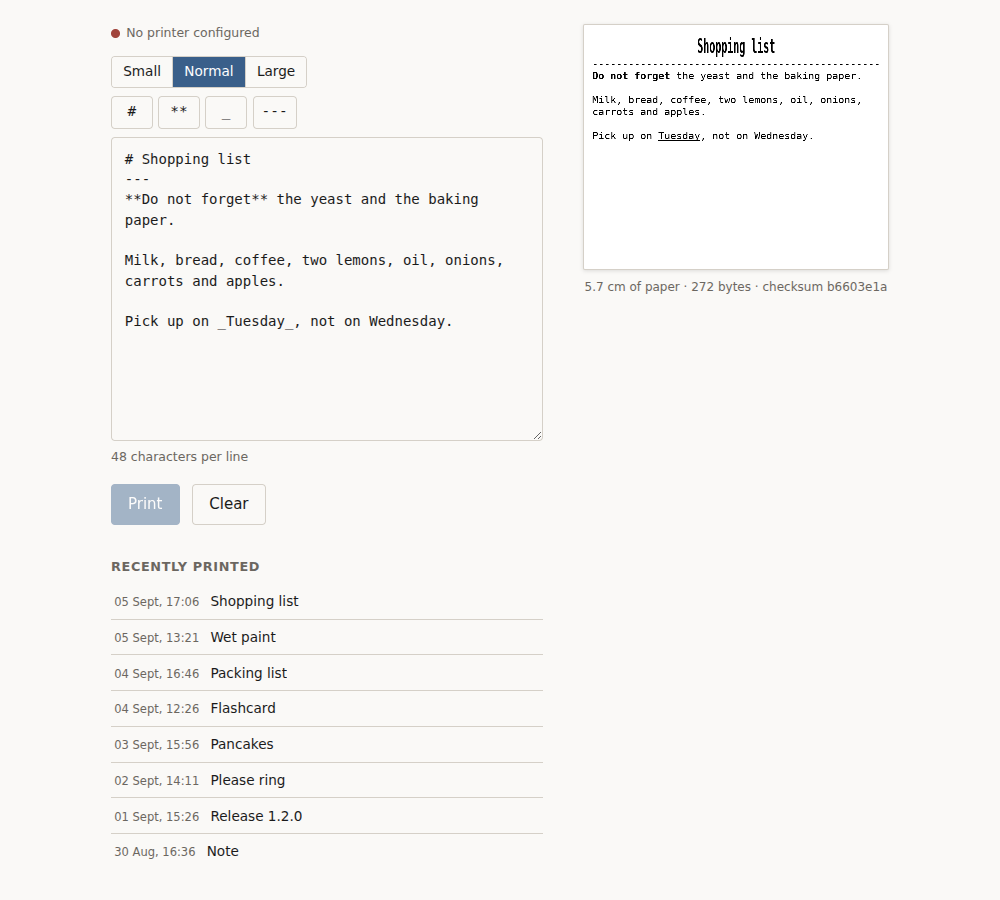 No printer configured
Small Normal Large
# ** _ ---
# Shopping list
---
**Do not forget** the yeast and the baking
paper.
Milk, bread, coffee, two lemons, oil, onions,
carrots and apples.
Pick up on _Tuesday_, not on Wednesday.
48 characters per line
Print Clear
RECENTLY PRINTED
05 Sept, 17:06 Shopping list
05 Sept, 13:21 Wet paint
04 Sept, 16:46 Packing list
04 Sept, 12:26 Flashcard
03 Sept, 15:56 Pancakes
02 Sept, 14:11 Please ring
01 Sept, 15:26 Release 1.2.0
30 Aug, 16:36 Note
Shopping list
------------------------------------------------
Do not forget the yeast and the baking paper.
Milk, bread, coffee, two lemons, oil, onions,
carrots and apples.
Pick up on Tuesday, not on Wednesday.
5.7 cm of paper · 272 bytes · checksum b6603e1a